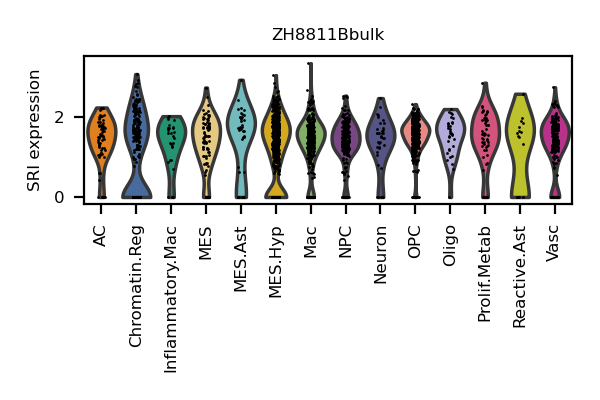 ZH8811Bbulk
SRI expression
2
0
AC
Chromatin.Reg
Inflammatory.Mac
MES
MES.Ast
MES.Hyp
Mac
NPC
Neuron
OPC
Oligo
Prolif.Metab
Reactive.Ast
Vasc